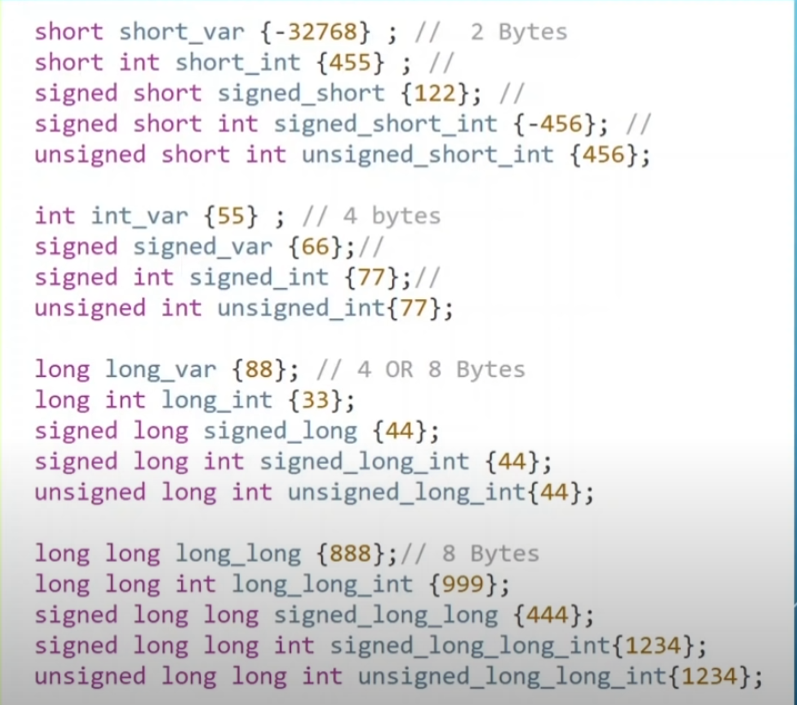 short short_var {-32768} ; //  2 Bytes
short int short_int {455} ; //
signed short signed_short {122}; //
signed short int signed_short_int {-456}; //
unsigned short int unsigned_short_int {456};

int int_var {55} ; // 4 bytes
signed signed_var {66};//
signed int signed_int {77};//
unsigned int unsigned_int{77};

long long_var {88}; // 4 OR 8 Bytes
long int long_int {33};
signed long signed_long {44};
signed long int signed_long_int {44};
unsigned long int unsigned_long_int{44};

long long long_long {888};// 8 Bytes
long long int long_long_int {999};
signed long long signed_long_long {444};
signed long long int signed_long_long_int{1234};
unsigned long long int unsigned_long_long_int{1234};